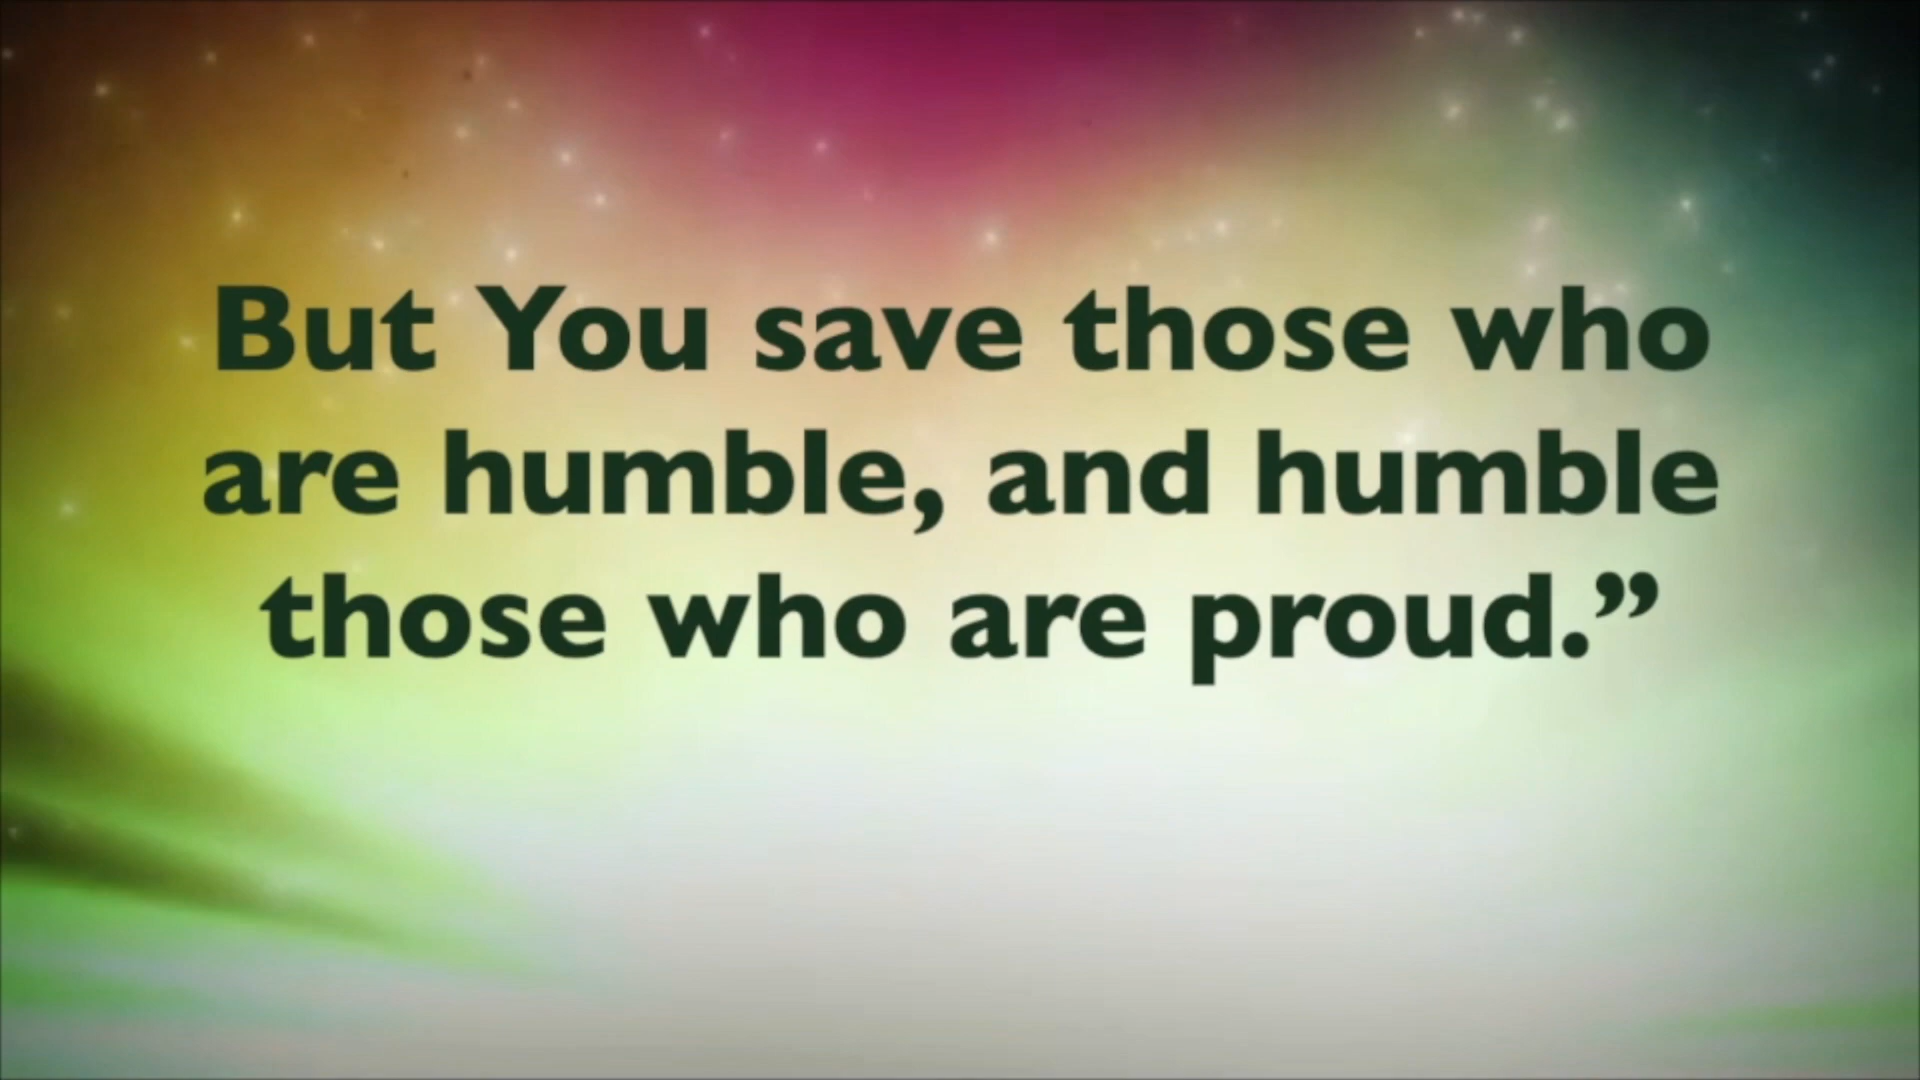 But You save those who
are humble, and humble
those who are proud.”